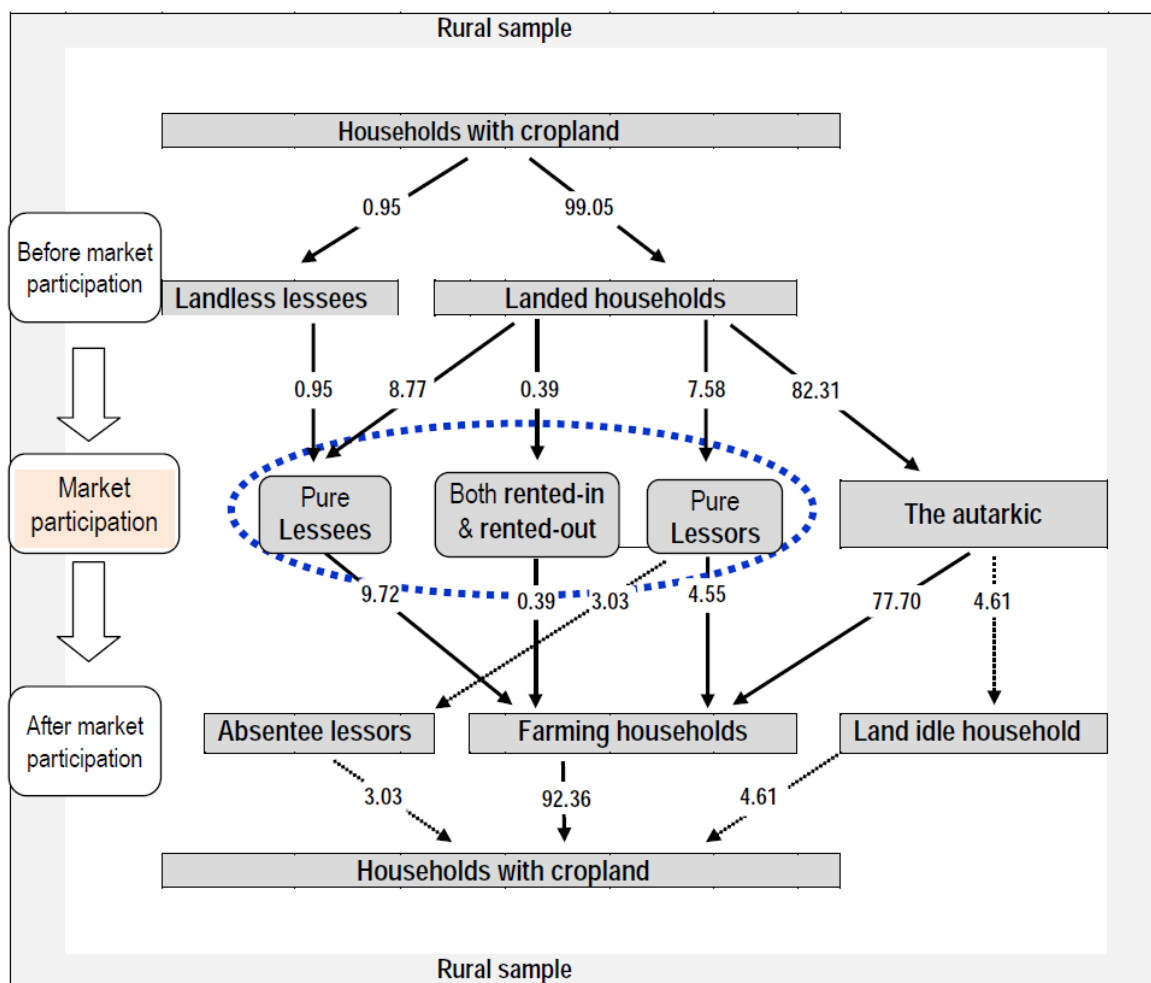 Rural sample
Households with cropland
0.95
99.05
Before market
participation
Landless lessees
Landed households
0.95
8.77
0.39
7.58
82.31
Market
participation
Pure
Lessees
Both rented-in
& rented-out
Pure
Lessors
The autarkic
9.72
0.39
3.03
4.55
77.70
4.61
After market
participation
Absentee lessors
Farming households
Land idle household
3.03
92.36
4.61
Households with cropland
Rural sample